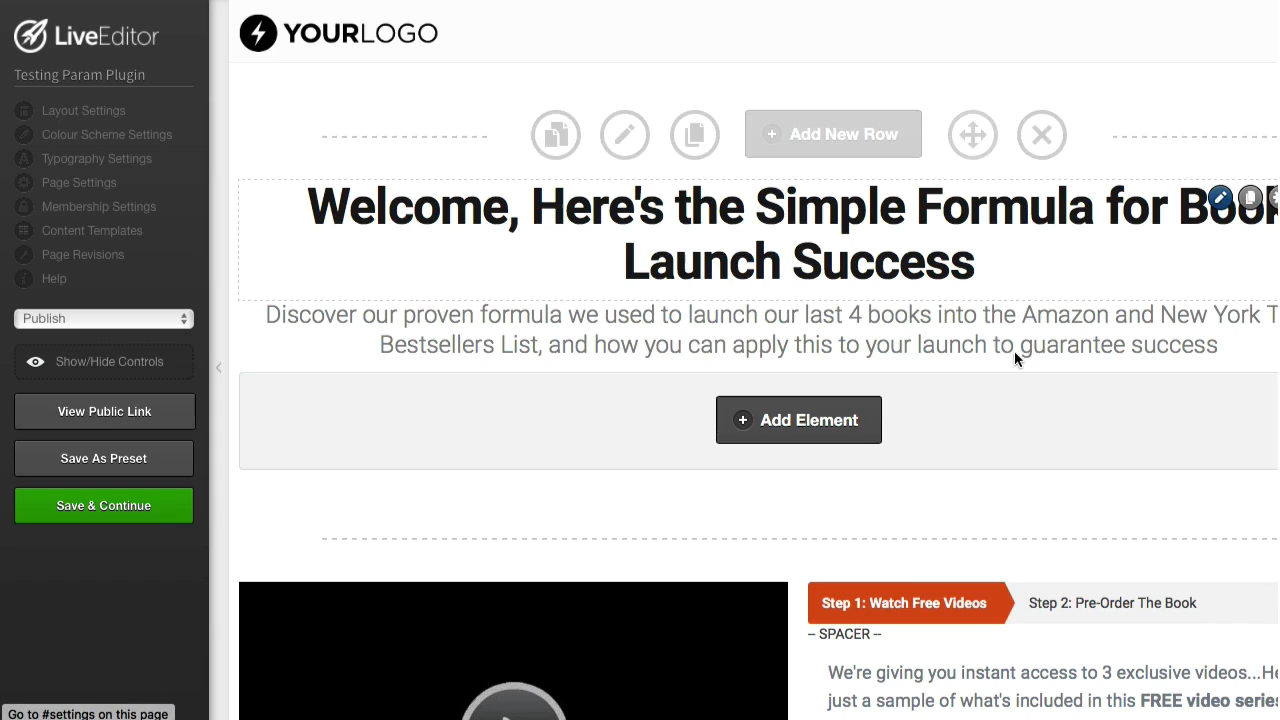 LiveEditor
Testing Param Plugin
Layout Settings
Colour Scheme Settings
Typography Settings
Page Settings
Membership Settings
Content Templates
Page Revisions
Help
Publish
Show/Hide Controls
View Public Link
Save As Preset
Save & Continue
Go to #settings on this page
YOURLOGO
Add New Row
Welcome, Here's the Simple Formula for Book
Launch Success
Discover our proven formula we used to launch our last 4 books into the Amazon and New York T
Bestsellers List, and how you can apply this to your launch to guarantee success
Add Element
Step 1: Watch Free Videos
Step 2: Pre-Order The Book
-- SPACER --
We're giving you instant access to 3 exclusive videos...He
just a sample of what's included in this FREE video series